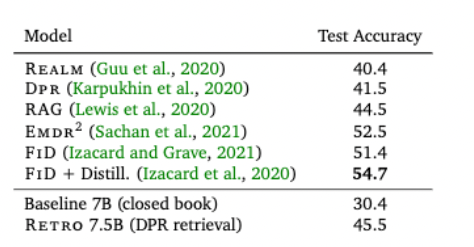 Model Test Accuracy
REALM (Guu et al., 2020) 40.4
DPR (Karpukhin et al., 2020) 41.5
RAG (Lewis et al., 2020) 44.5
EMDR² (Sachan et al., 2021) 52.5
FID (Izacard and Grave, 2021) 51.4
FID + Distill. (Izacard et al., 2020) 54.7
Baseline 7B (closed book) 30.4
RETRO 7.5B (DPR retrieval) 45.5